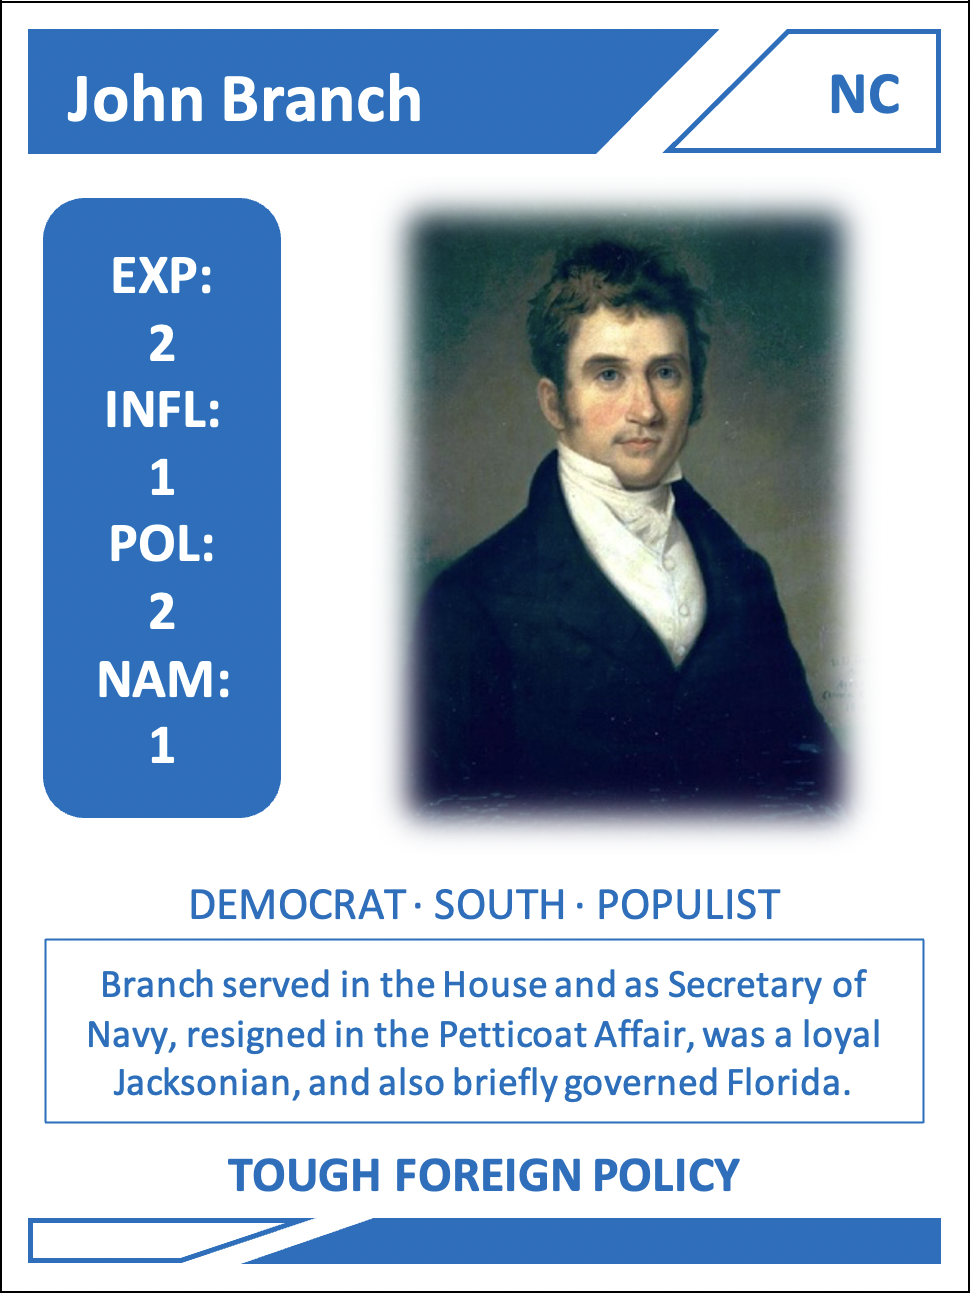 John Branch
NC
EXP:
2
INFL:
1
POL:
2
NAM:
1
DEMOCRAT · SOUTH · POPULIST
Branch served in the House and as Secretary of
Navy, resigned in the Petticoat Affair, was a loyal
Jacksonian, and also briefly governed Florida.
TOUGH FOREIGN POLICY